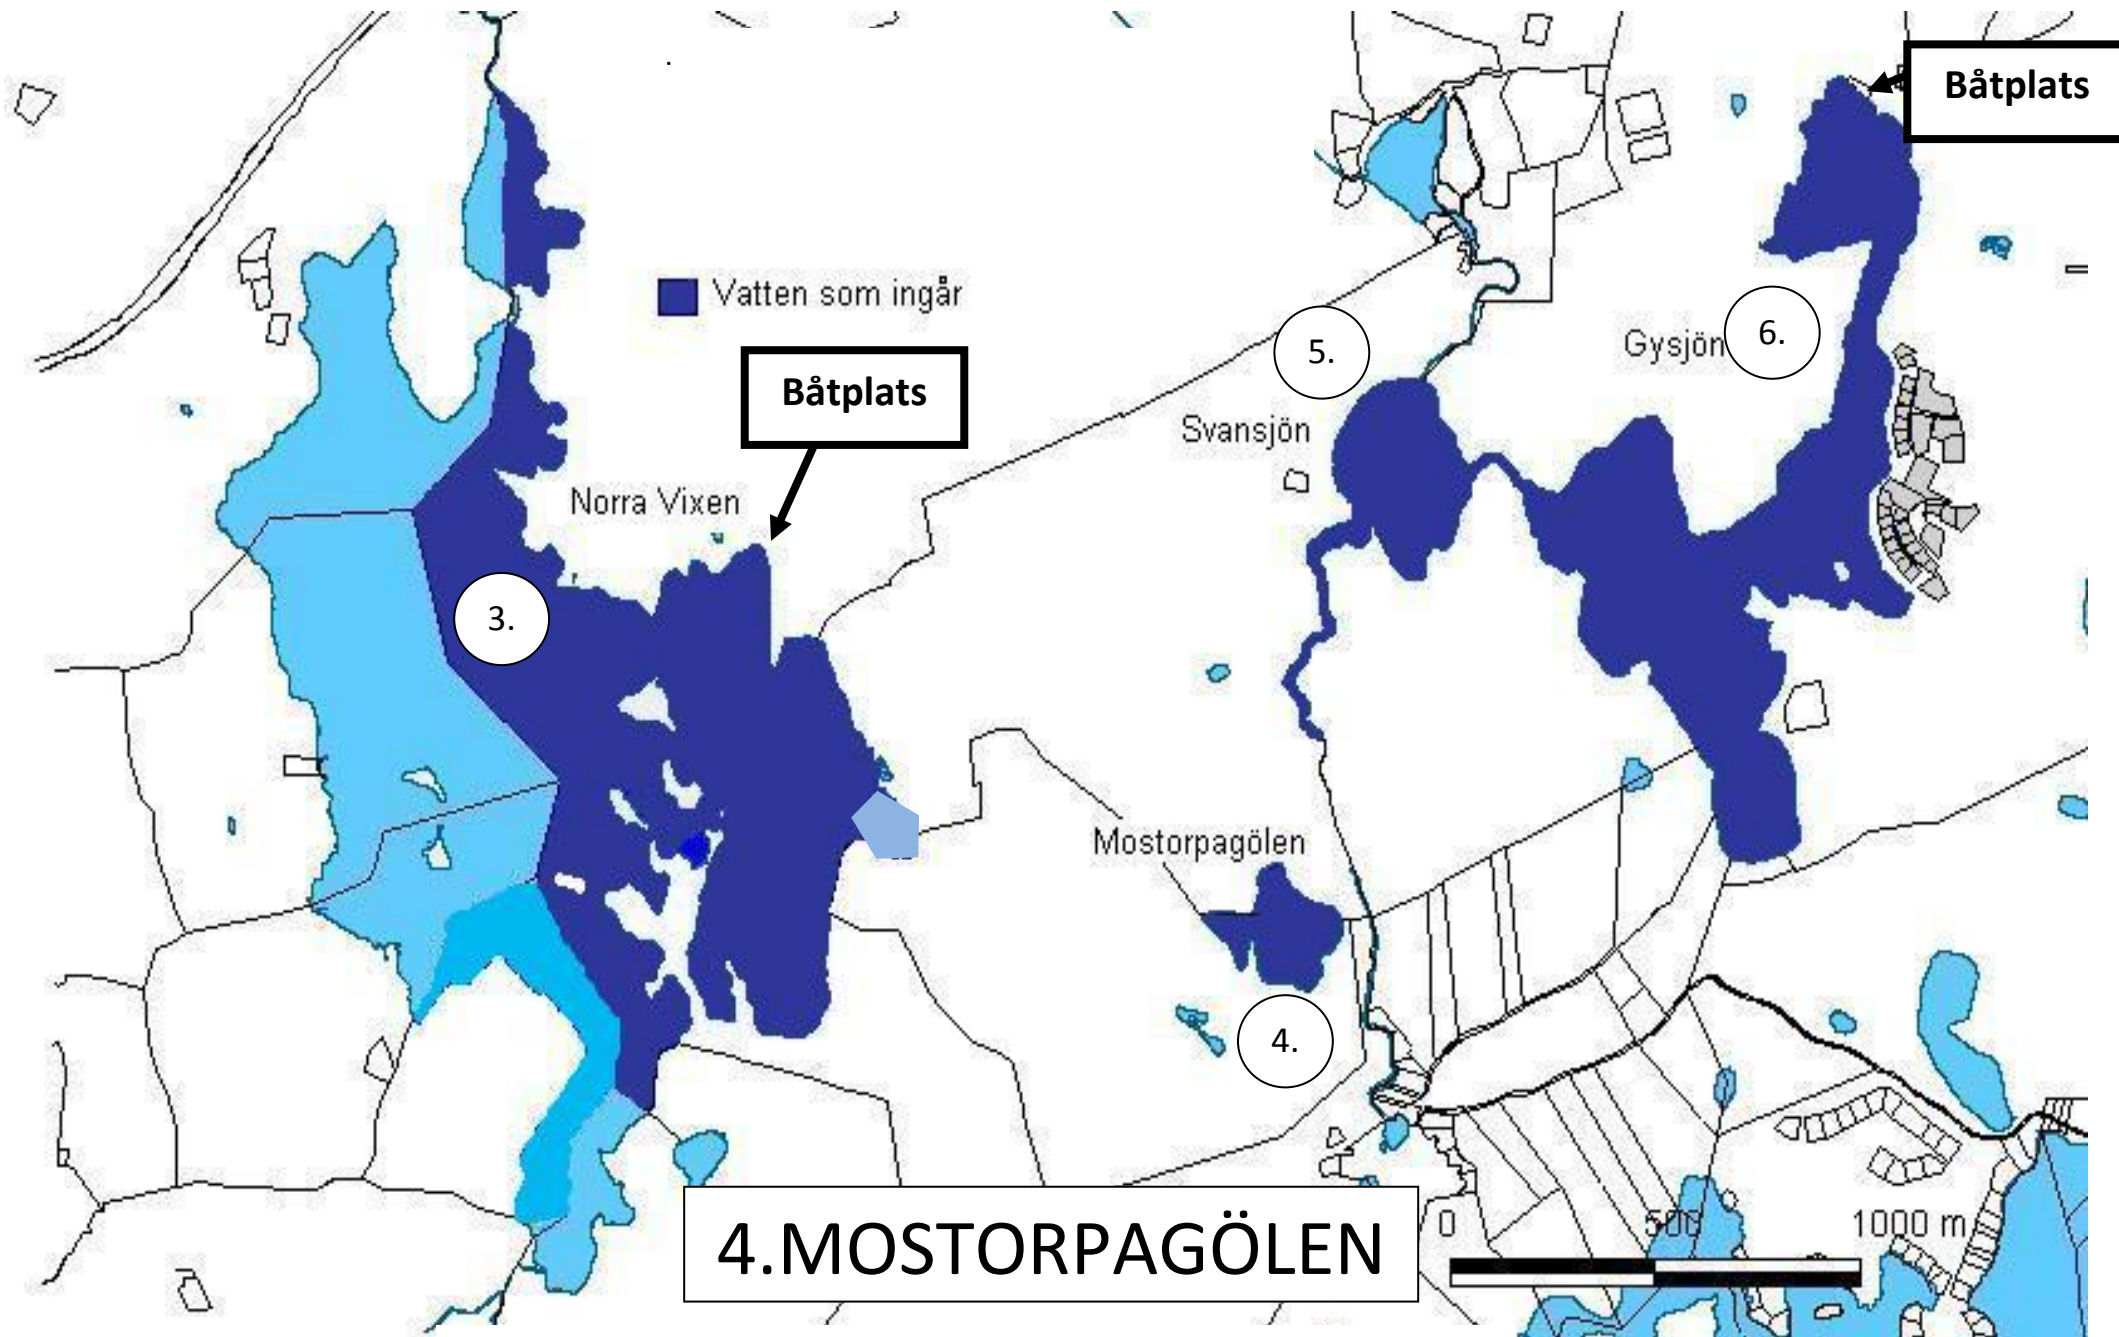 Båtplats
Vatten som ingår
5.
Gysjön
6.
Båtplats
Svansjön
Norra Vixen
3.
Mostorpagölen
4.
4.MOSTORPAGÖLEN
0 500 1000 m